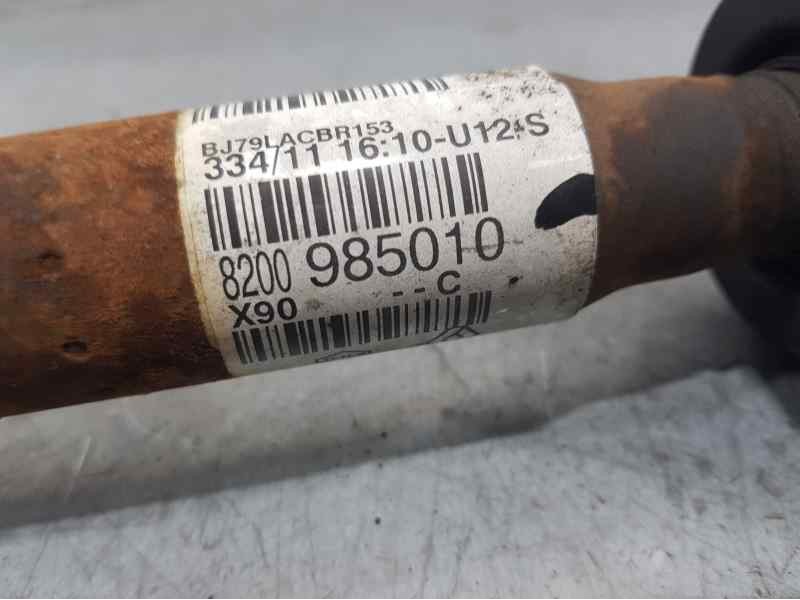 BJ79LACBR153
334/11 16:10-U12-S
8200 985010
X90 -- C